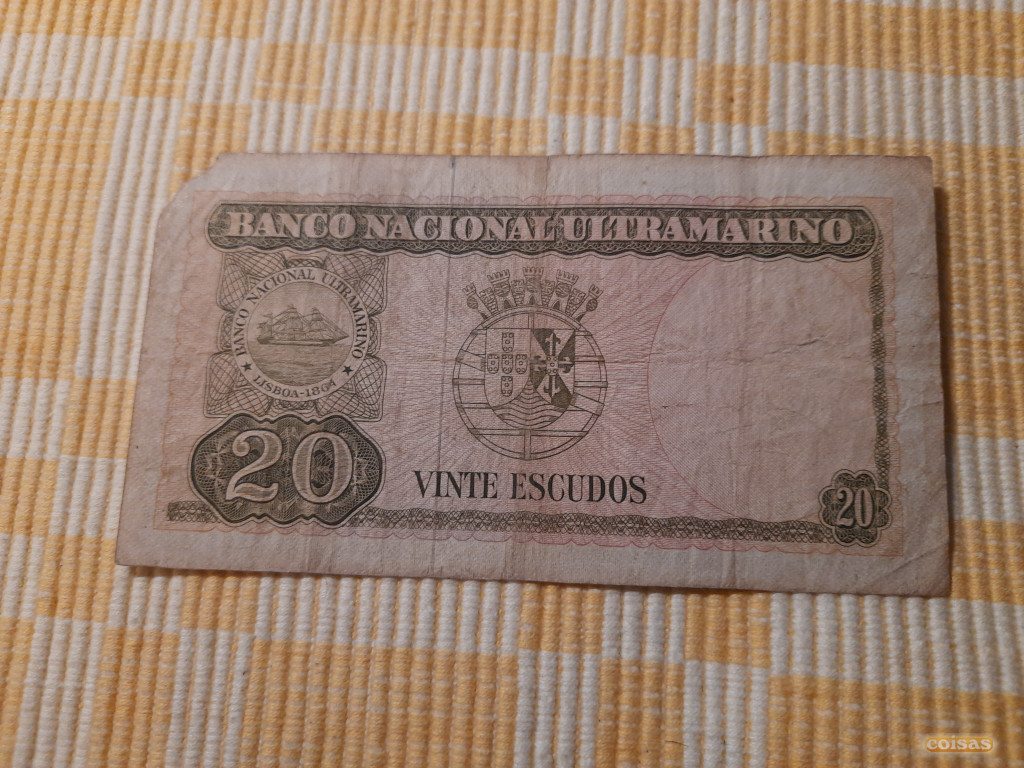 BANCO NACIONAL ULTRAMARINO
BANCO NACIONAL ULTRAMARINO
★ LISBOA-1864 ★
20
VINTE ESCUDOS
20
coisas